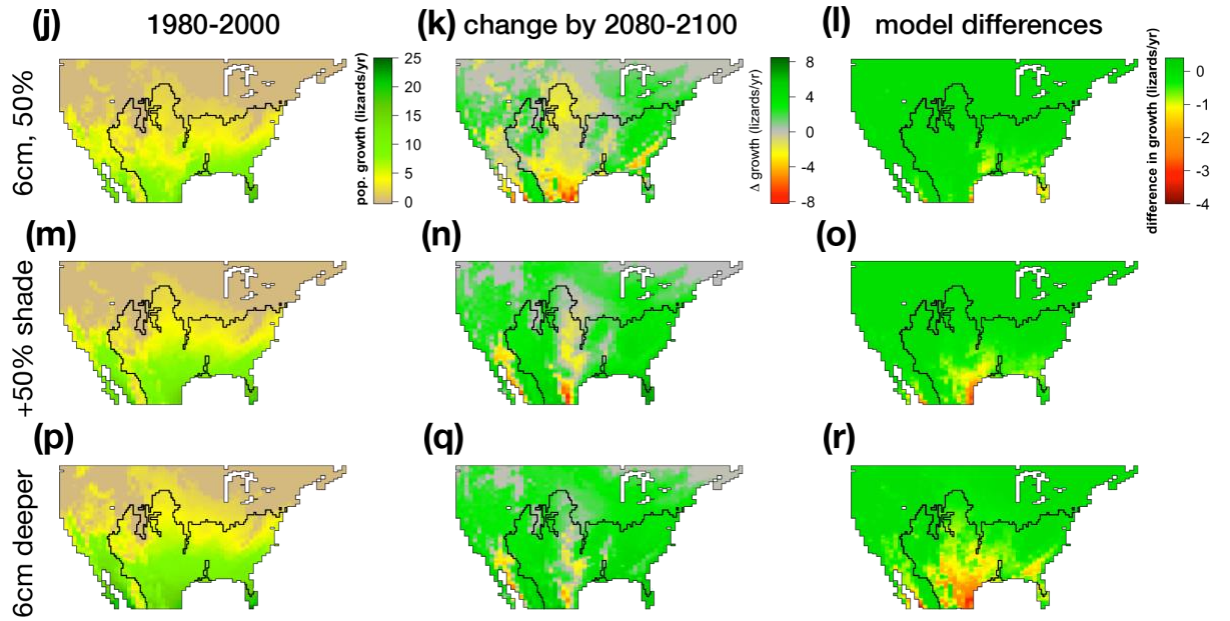 (j) 1980-2000
(k) change by 2080-2100
(l) model differences
6cm, 50%
25
20
15
10
5
0
pop. growth (lizards/yr)
8
4
0
-4
-8
Δ growth (lizards/yr)
0
-1
-2
-3
-4
difference in growth (lizards/yr)
(m)
(n)
(o)
+50% shade
(p)
(q)
(r)
6cm deeper